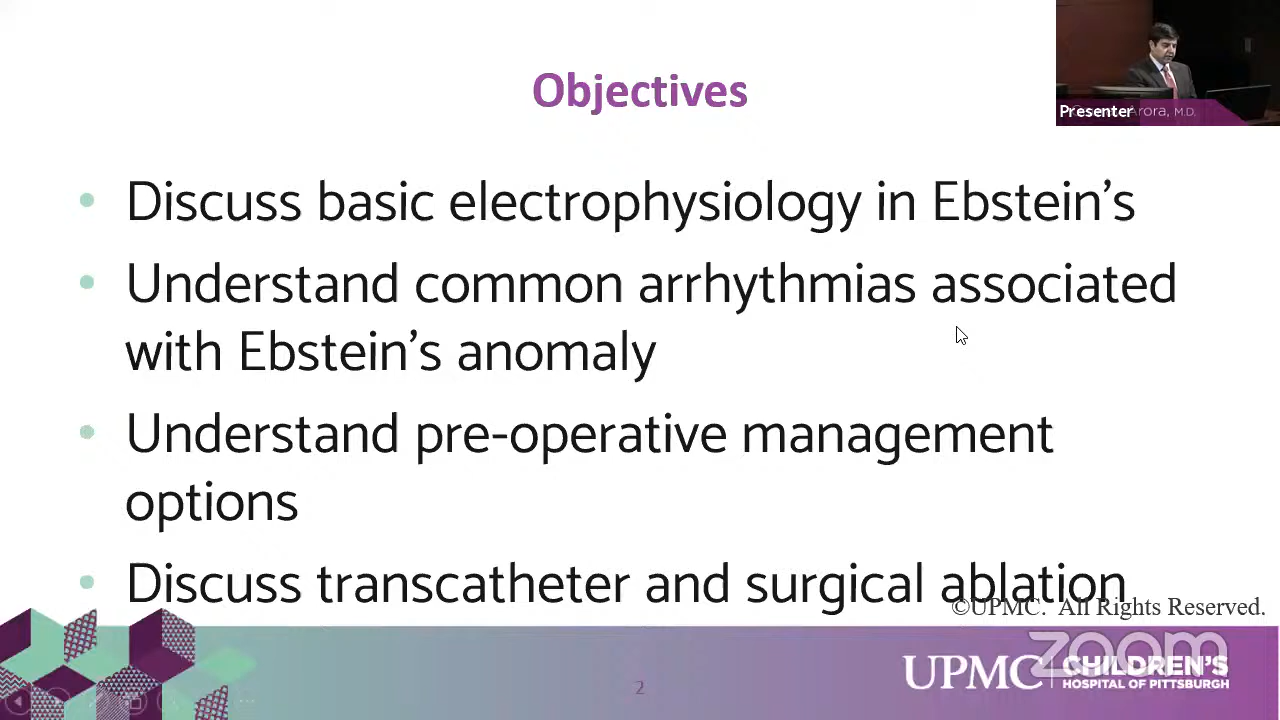 Objectives
Presenter Arora, M.D.
• Discuss basic electrophysiology in Ebstein’s
• Understand common arrhythmias associated
with Ebstein’s anomaly
• Understand pre-operative management
options
• Discuss transcatheter and surgical ablation
©UPMC. All Rights Reserved.
zoom
UPMC CHILDREN'S
HOSPITAL OF PITTSBURGH
2